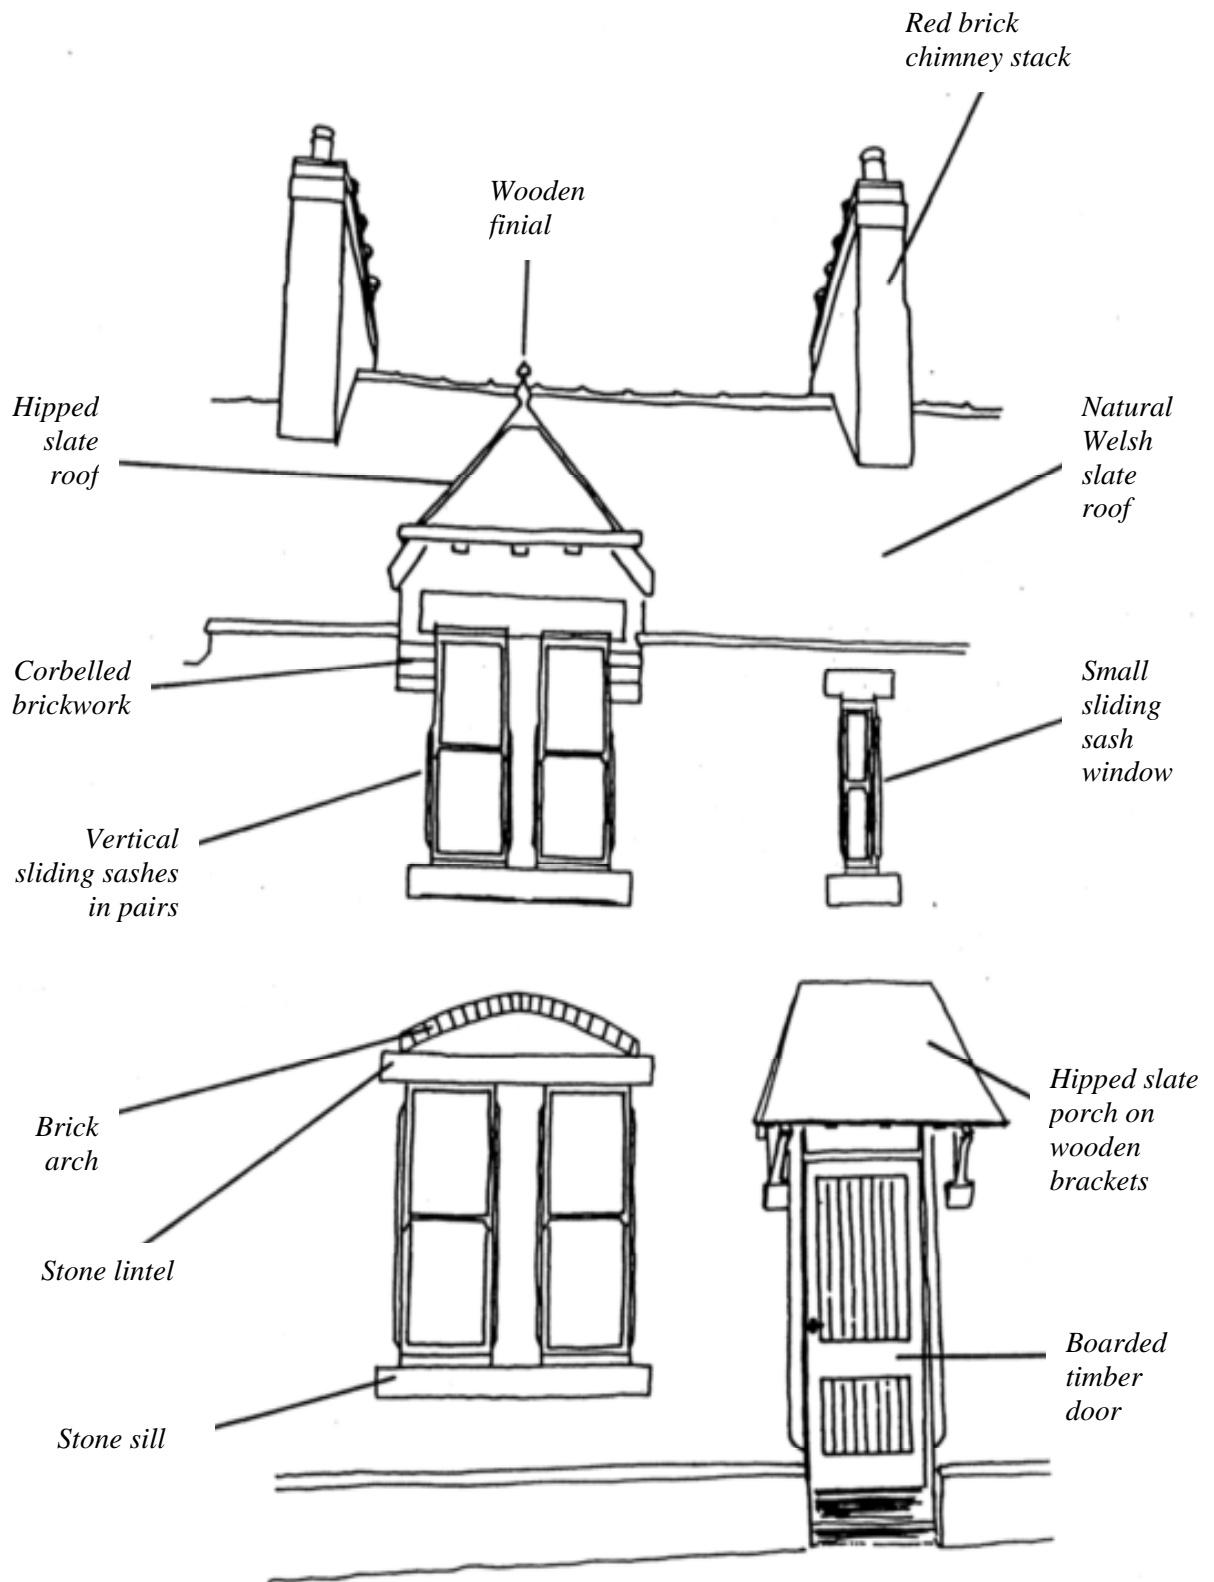 Red brick
chimney stack
Wooden
finial
Hipped
slate
roof
Natural
Welsh
slate
roof
Corbelled
brickwork
Small
sliding
sash
window
Vertical
sliding sashes
in pairs
Brick
arch
Hipped slate
porch on
wooden
brackets
Stone lintel
Boarded
timber
door
Stone sill